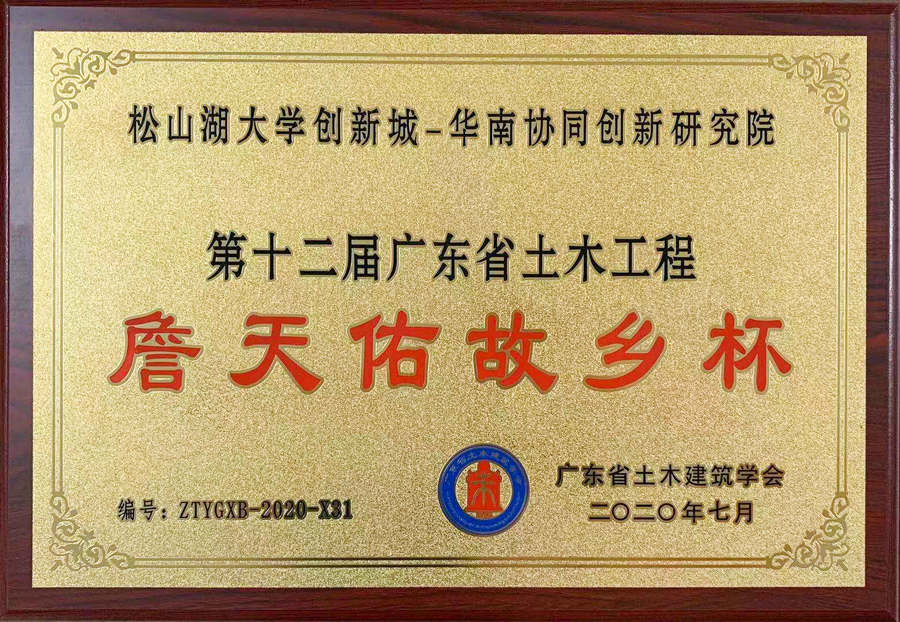 松山湖大学创新城-华南协同创新研究院
第十二届广东省土木工程
詹天佑故乡杯
编号：ZTYGXB-2020-X31
广东省土木建筑学会
二〇二〇年七月